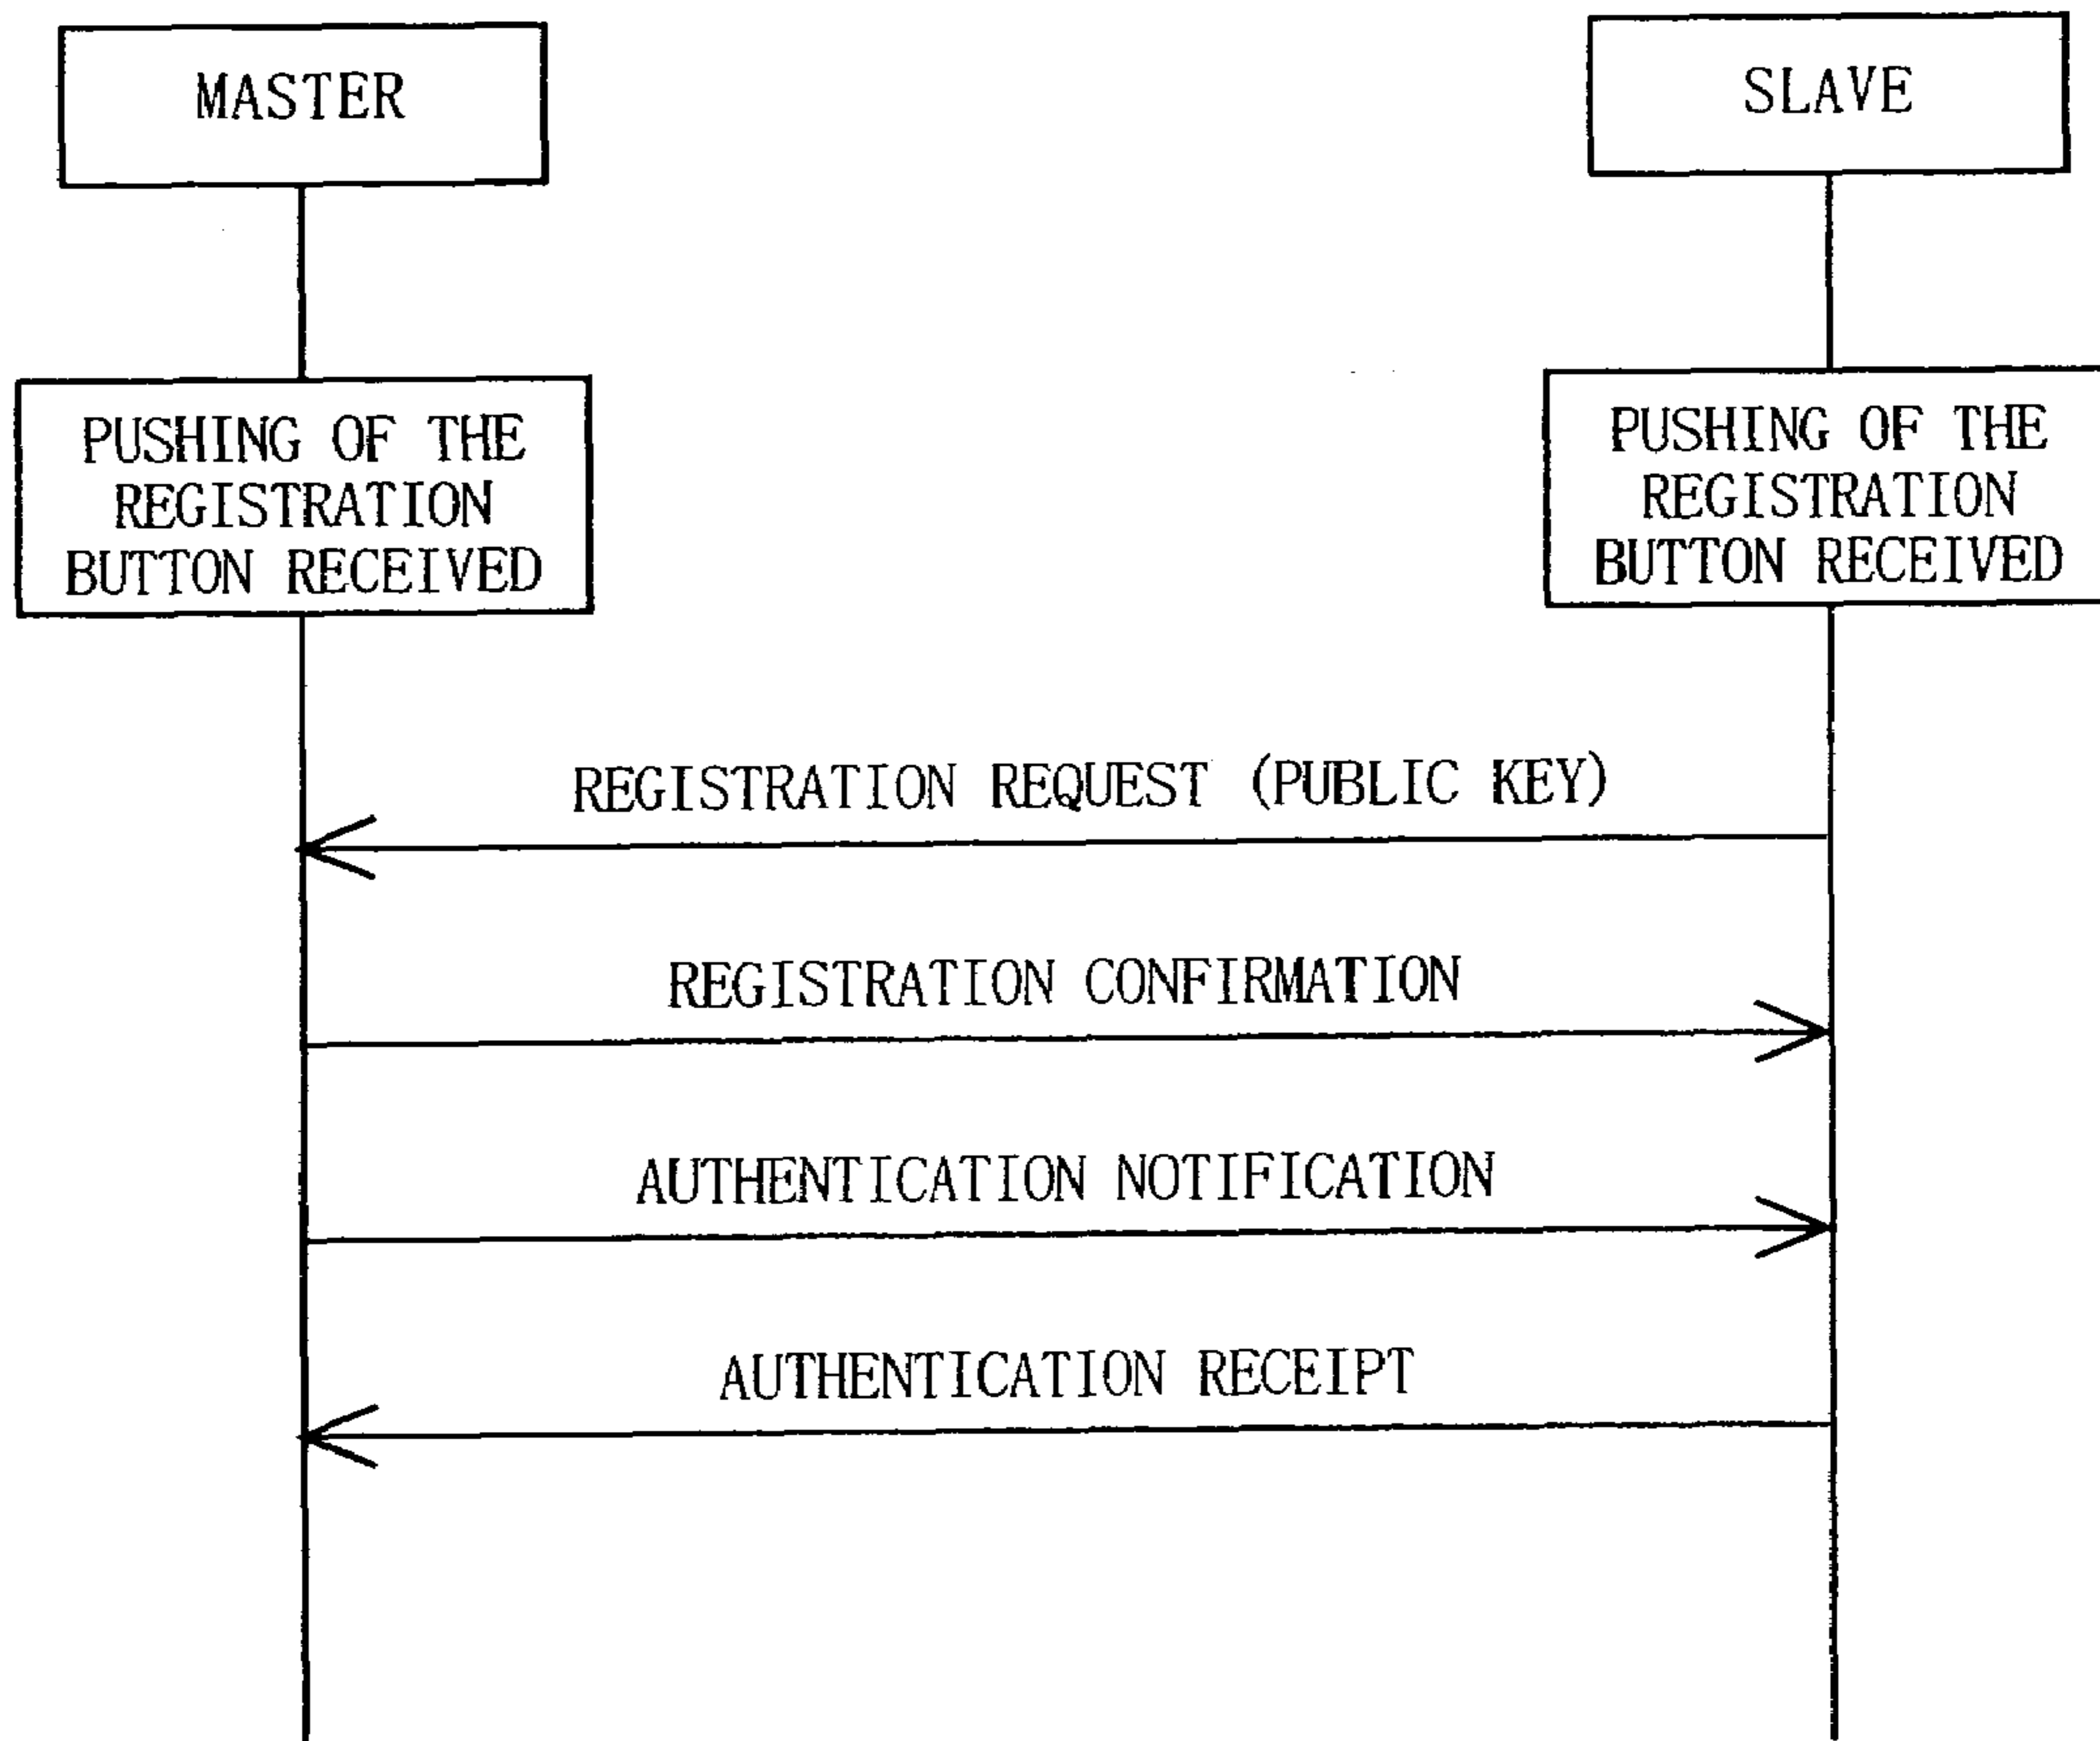 MASTER
SLAVE
PUSHING OF THE
REGISTRATION
BUTTON RECEIVED
PUSHING OF THE
REGISTRATION
BUTTON RECEIVED
REGISTRATION REQUEST (PUBLIC KEY)
REGISTRATION CONFIRMATION
AUTHENTICATION NOTIFICATION
AUTHENTICATION RECEIPT